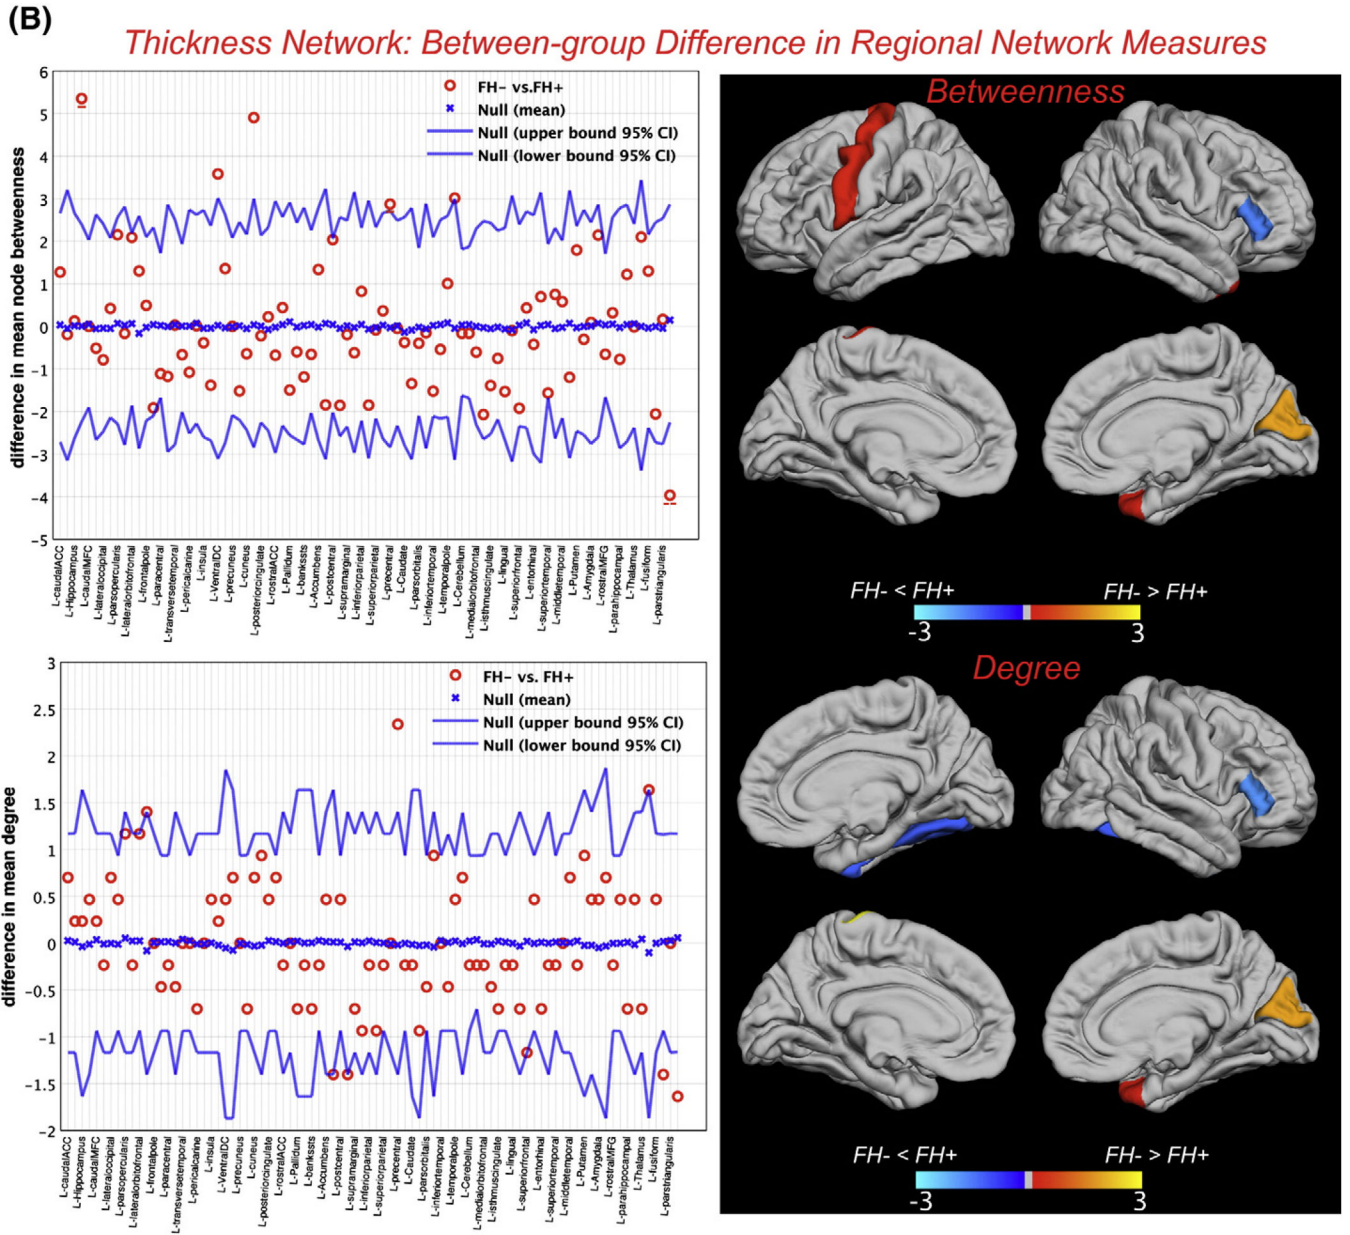 (B)
Thickness Network: Between-group Difference in Regional Network Measures
difference in mean node betweenness
6
5
4
3
2
1
0
−1
−2
−3
−4
−5
FH− vs.FH+
Null (mean)
Null (upper bound 95% CI)
Null (lower bound 95% CI)
L-caudalACC
L-Hippocampus
L-caudalMFC
L-lateraloccipital
L-parsopercularis
L-lateralorbitofrontal
L-frontalpole
L-paracentral
L-transversetemporal
L-pericalcarine
L-insula
L-VentralDC
L-precuneus
L-cuneus
L-posteriorcingulate
L-rostralACC
L-Pallidum
L-bankssts
L-Accumbens
L-postcentral
L-supramarginal
L-inferiorparietal
L-superiorparietal
L-precentral
L-Caudate
L-parsorbitalis
L-inferiortemporal
L-temporalpole
L-Cerebellum
L-medialorbitofrontal
L-isthmuscingulate
L-lingual
L-superiorfrontal
L-entorhinal
L-superiortemporal
L-middletemporal
L-Putamen
L-Amygdala
L-rostralMFG
L-parahippocampal
L-Thalamus
L-fusiform
L-parstriangularis
Betweenness
FH- < FH+
FH- > FH+
-3
3
difference in mean degree
3
2.5
2
1.5
1
0.5
0
−0.5
−1
−1.5
−2
FH− vs. FH+
Null (mean)
Null (upper bound 95% CI)
Null (lower bound 95% CI)
L-caudalACC
L-Hippocampus
L-caudalMFC
L-lateraloccipital
L-parsopercularis
L-lateralorbitofrontal
L-frontalpole
L-paracentral
L-transversetemporal
L-pericalcarine
L-insula
L-VentralDC
L-precuneus
L-cuneus
L-posteriorcingulate
L-rostralACC
L-Pallidum
L-bankssts
L-Accumbens
L-postcentral
L-supramarginal
L-inferiorparietal
L-superiorparietal
L-precentral
L-Caudate
L-parsorbitalis
L-inferiortemporal
L-temporalpole
L-Cerebellum
L-medialorbitofrontal
L-isthmuscingulate
L-lingual
L-superiorfrontal
L-entorhinal
L-superiortemporal
L-middletemporal
L-Putamen
L-Amygdala
L-rostralMFG
L-parahippocampal
L-Thalamus
L-fusiform
L-parstriangularis
Degree
FH- < FH+
FH- > FH+
-3
3